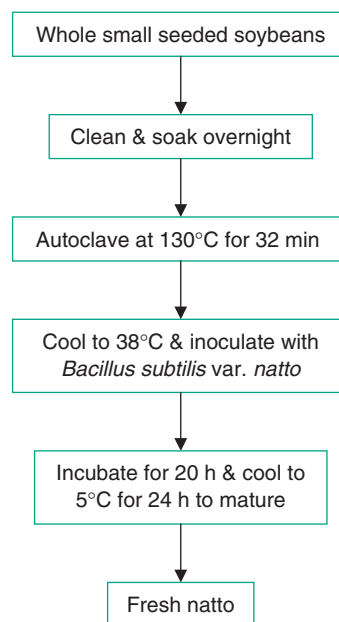 Whole small seeded soybeans
Clean & soak overnight
Autoclave at 130°C for 32 min
Cool to 38°C & inoculate with
Bacillus subtilis var. natto
Incubate for 20 h & cool to
5°C for 24 h to mature
Fresh natto